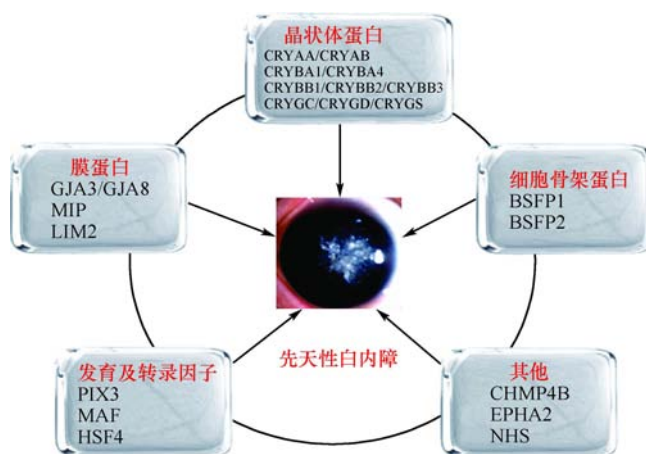 晶状体蛋白
CRYAA/CRYAB
CRYBA1/CRYBA4
CRYBB1/CRYBB2/CRYBB3
CRYGC/CRYGD/CRYGS
膜蛋白
GJA3/GJA8
MIP
LIM2
细胞骨架蛋白
BSFP1
BSFP2
先天性白内障
发育及转录因子
PIX3
MAF
HSF4
其他
CHMP4B
EPHA2
NHS